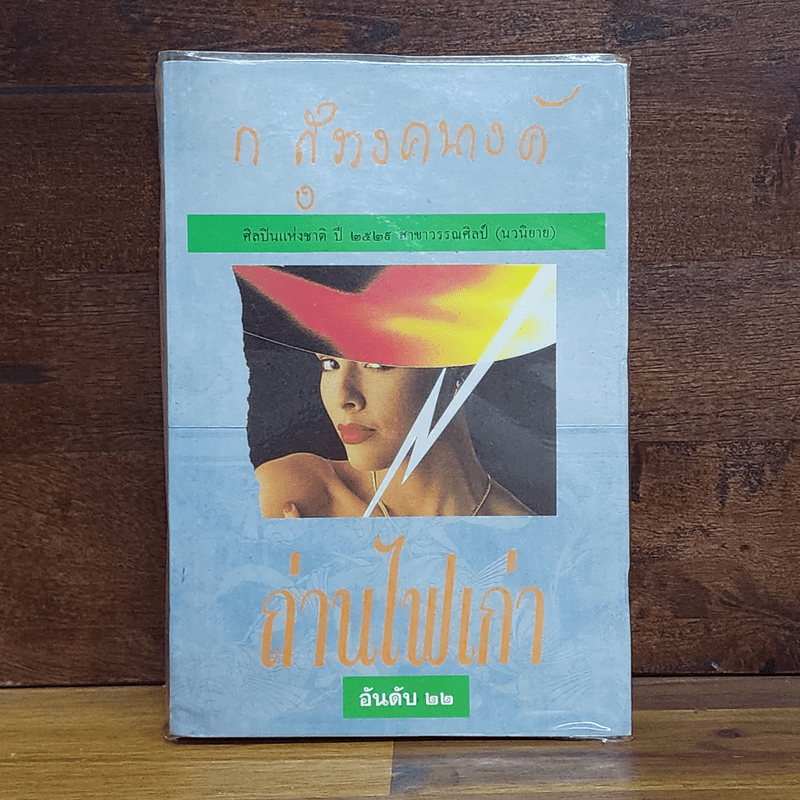 ก สุรางคนางค์
ศิลปินแห่งชาติ ปี ๒๕๒๙ สาขาวรรณศิลป์ (นวนิยาย)
ถ่านไฟเก่า
อันดับ ๒๒